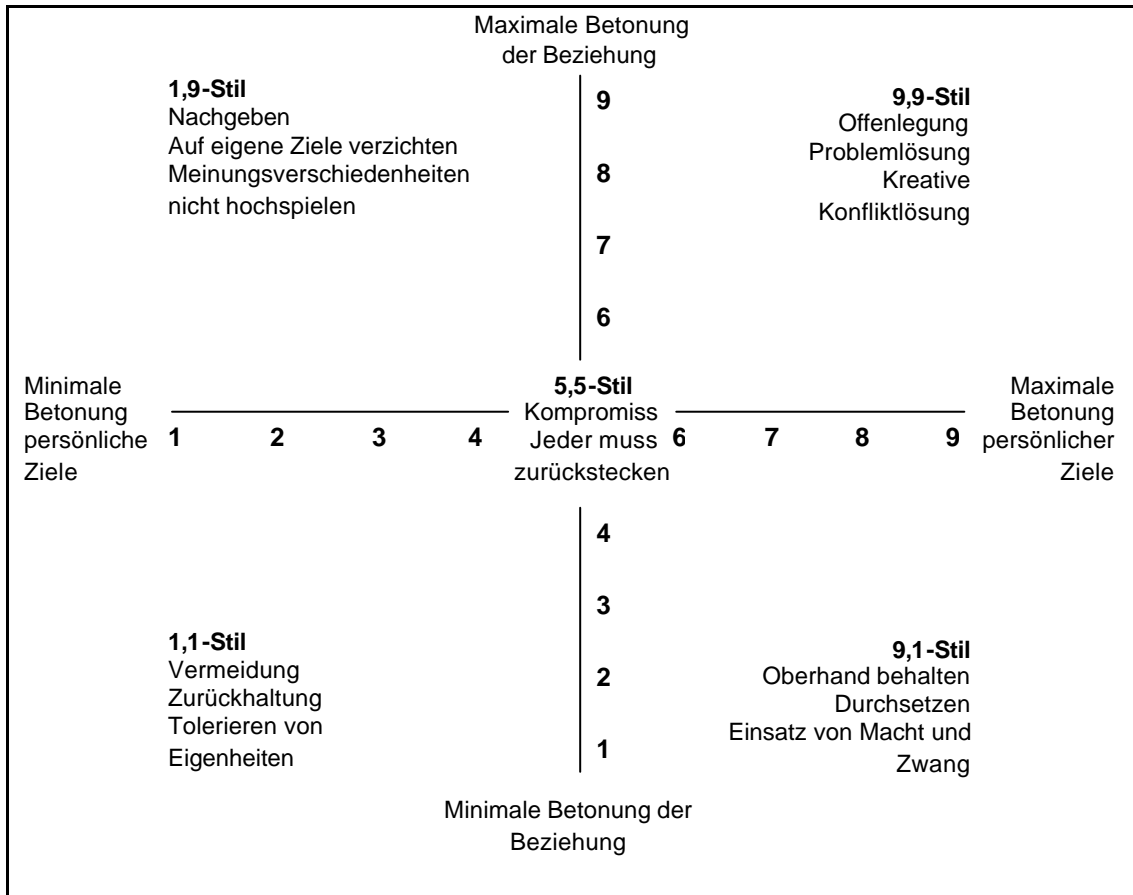 Maximale Betonung
der Beziehung
1,9-Stil
Nachgeben
Auf eigene Ziele verzichten
Meinungsverschiedenheiten
nicht hochspielen
9
8
7
6
9,9-Stil
Offenlegung
Problemlösung
Kreative
Konfliktlösung
Minimale
Betonung
persönliche
Ziele
1 2 3 4
5,5-Stil
Kompromiss
Jeder muss
zurückstecken
6 7 8 9
Maximale
Betonung
persönlicher
Ziele
1,1-Stil
Vermeidung
Zurückhaltung
Tolerieren von
Eigenheiten
4
3
2
1
9,1-Stil
Oberhand behalten
Durchsetzen
Einsatz von Macht und
Zwang
Minimale Betonung der
Beziehung